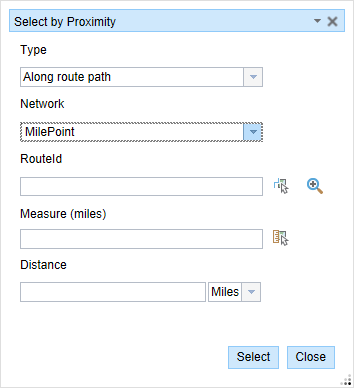 Select by Proximity
Type
Along route path
Network
MilePoint
RouteId
Measure (miles)
Distance
Miles
Select Close